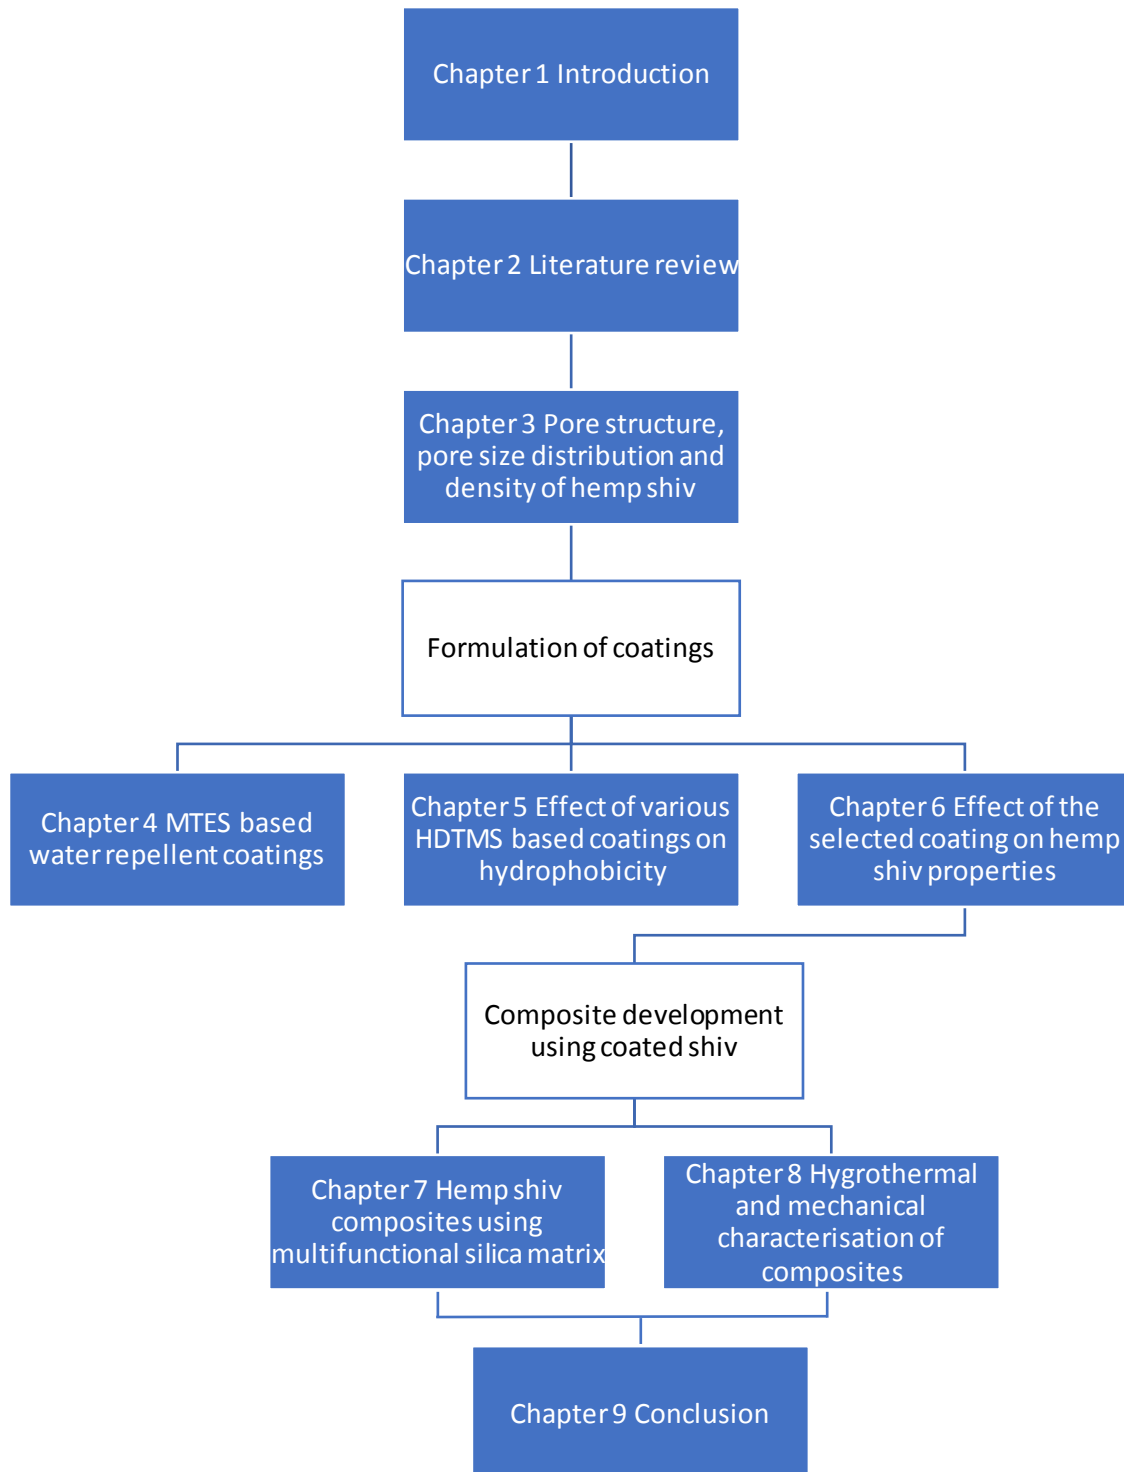 Chapter 1 Introduction
Chapter 2 Literature review
Chapter 3 Pore structure,
pore size distribution and
density of hemp shiv
Formulation of coatings
Chapter 4 MTES based
water repellent coatings
Chapter 5 Effect of various
HDTMS based coatings on
hydrophobicity
Chapter 6 Effect of the
selected coating on hemp
shiv properties
Composite development
using coated shiv
Chapter 7 Hemp shiv
composites using
multifunctional silica matrix
Chapter 8 Hygrothermal
and mechanical
characterisation of
composites
Chapter 9 Conclusion